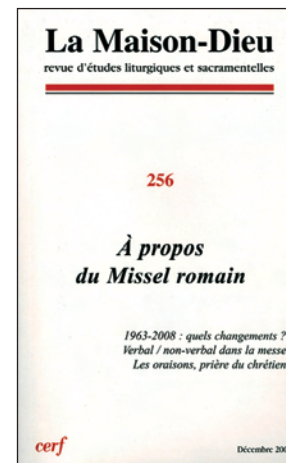 La Maison-Dieu
revue d'études liturgiques et sacramentelles
256
À propos
du Missel romain
1963-2008 : quels changements ?
Verbal / non-verbal dans la messe
Les oraisons, prière du chrétien
cerf
Décembre